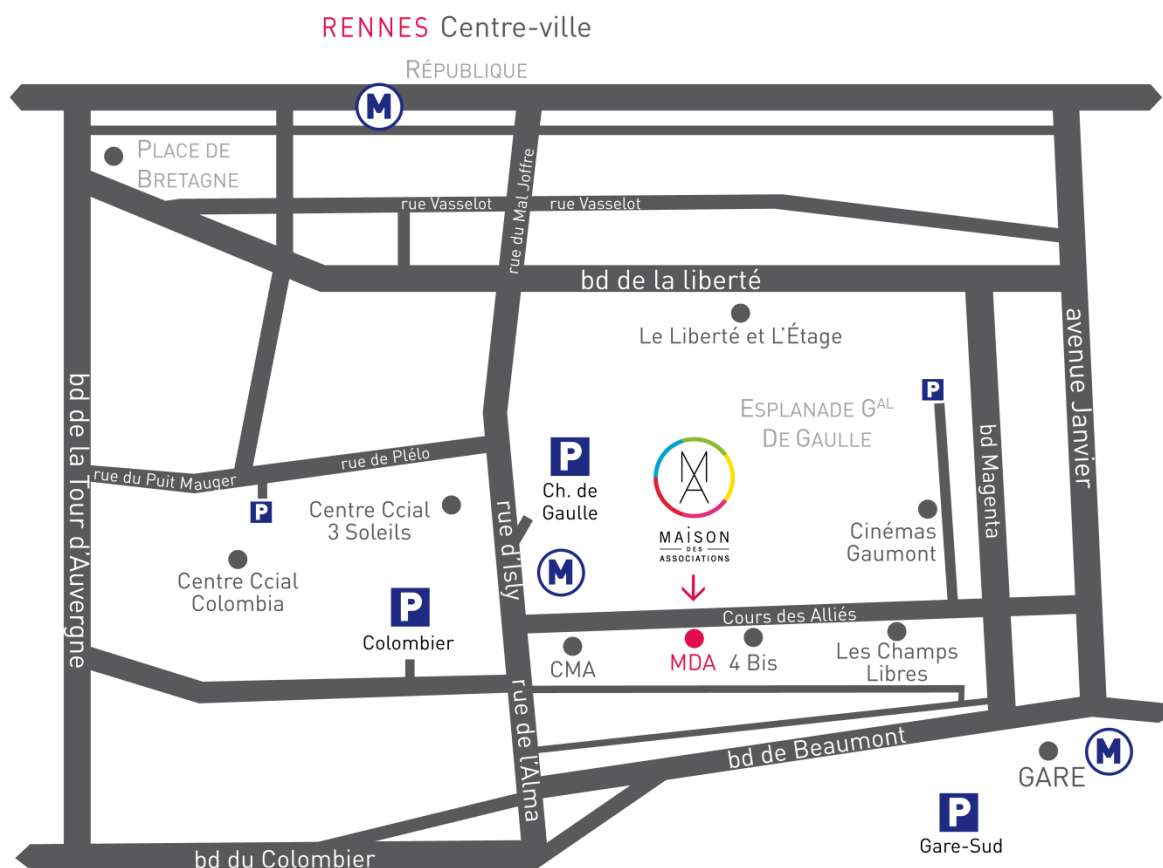 RENNES Centre-ville
RÉPUBLIQUE
M
PLACE DE
BRETAGNE
rue Vasselot
rue Vasselot
rue du Mal Joffre
bd de la liberté
Le Liberté et L'Étage
avenue Janvier
bd de la Tour d'Auvergne
P
ESPLANADE GAL
DE GAULLE
bd Magenta
MA
MAiSON
DES
ASSOCIATIONS
rue du Puit Mauger
rue de Plélo
P
P
Ch. de
Gaulle
Centre Ccial
3 Soleils
rue d'Isly
Cinémas
Gaumont
M
Centre Ccial
Colombia
P
Colombier
Cours des Alliés
CMA
MDA
4 Bis
Les Champs
Libres
rue de l'Alma
bd de Beaumont
GARE
M
P
Gare-Sud
bd du Colombier